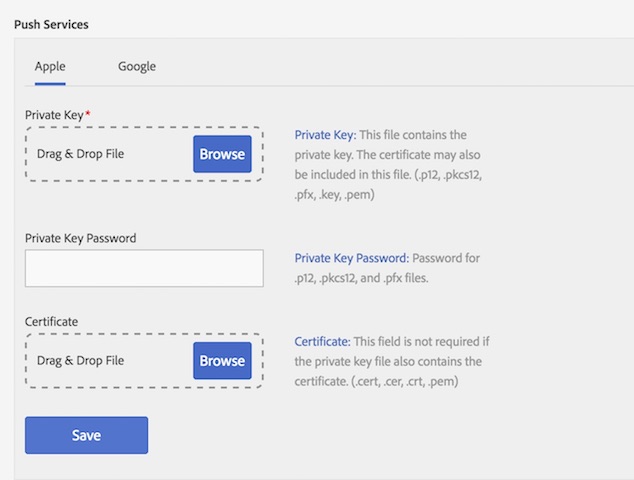 Push Services
Apple
Google
Private Key*
Drag & Drop File
Browse
Private Key: This file contains the
private key. The certificate may also
be included in this file. (.p12, .pkcs12,
.pfx, .key, .pem)
Private Key Password
Private Key Password: Password for
.p12, .pkcs12, and .pfx files.
Certificate
Drag & Drop File
Browse
Certificate: This field is not required if
the private key file also contains the
certificate. (.cert, .cer, .crt, .pem)
Save